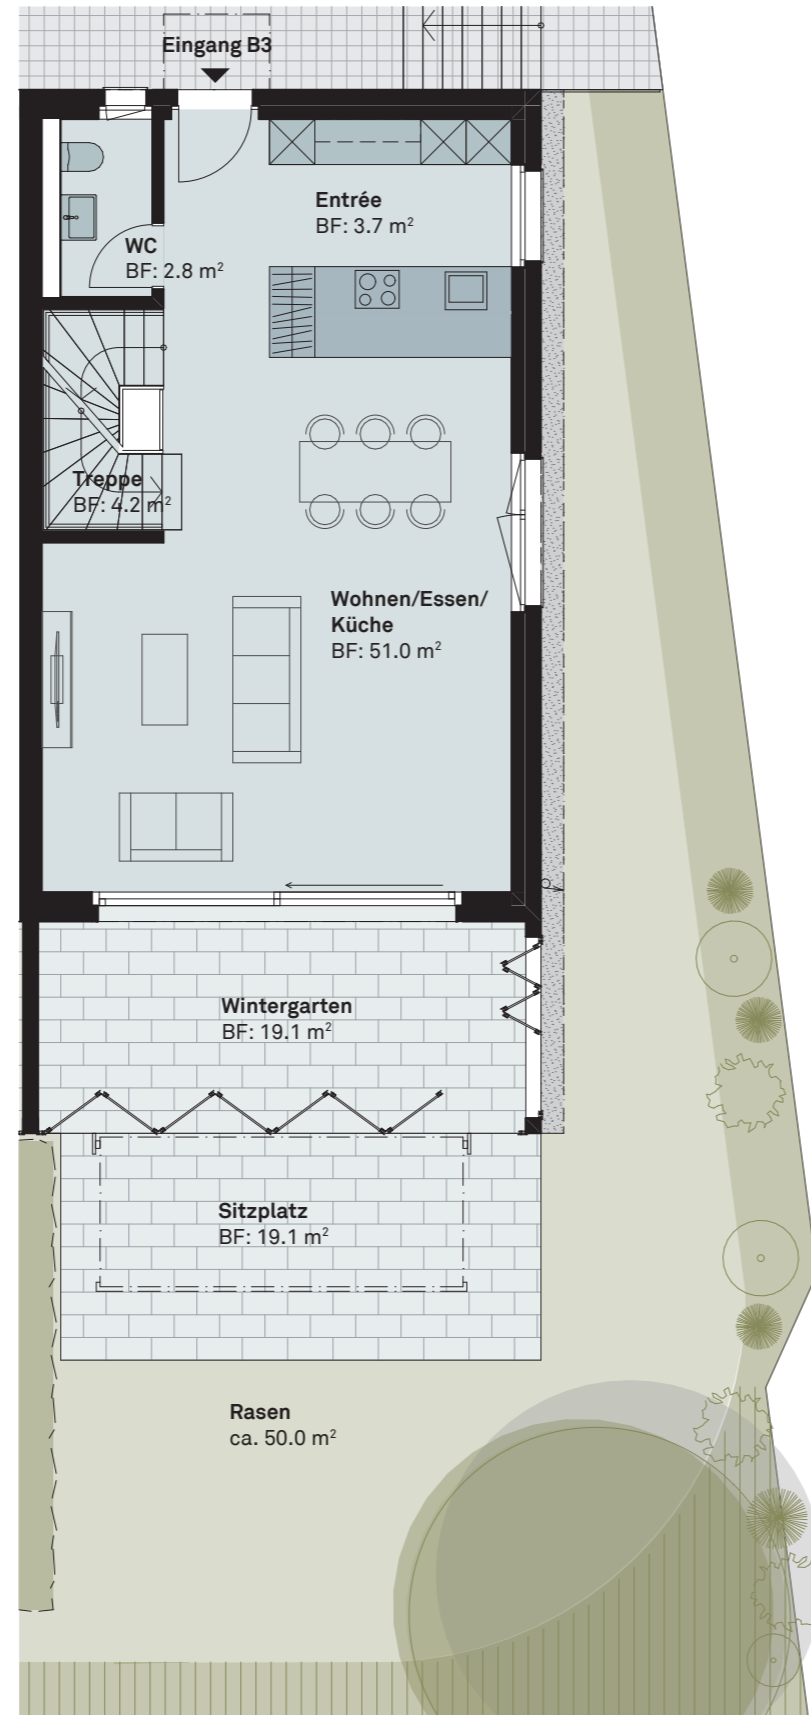 Eingang B3
Entrée
BF: 3.7 m²
WC
BF: 2.8 m²
Treppe
BF: 4.2 m²
Wohnen/Essen/
Küche
BF: 51.0 m²
Wintergarten
BF: 19.1 m²
Sitzplatz
BF: 19.1 m²
Rasen
ca. 50.0 m²